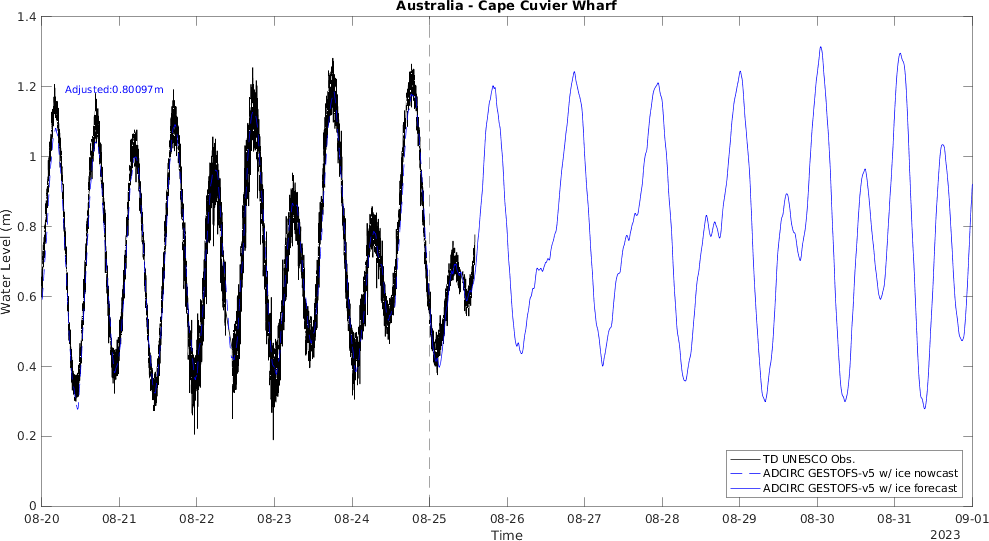 Australia - Cape Cuvier Wharf
1.4
1.2
1
0.8
0.6
0.4
0.2
0
Water Level (m)
Adjusted:0.80097m
TD UNESCO Obs.
ADCIRC GESTOFS-v5 w/ ice nowcast
ADCIRC GESTOFS-v5 w/ ice forecast
08-20 08-21 08-22 08-23 08-24 08-25 08-26 08-27 08-28 08-29 08-30 08-31 09-01
Time
2023